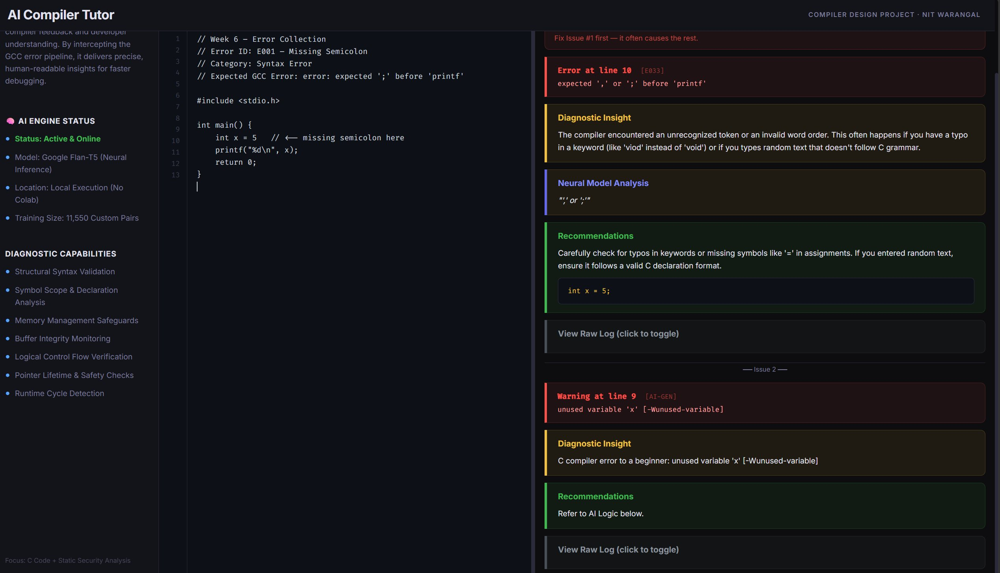 AI Compiler Tutor
COMPILER DESIGN PROJECT · NIT WARANGAL
compiler feedback and developer
understanding. By intercepting the
GCC error pipeline, it delivers precise,
human-readable insights for faster
debugging.
🧠 AI ENGINE STATUS
Status: Active & Online
Model: Google Flan-T5 (Neural
Inference)
Location: Local Execution (No
Colab)
Training Size: 11,550 Custom Pairs
DIAGNOSTIC CAPABILITIES
Structural Syntax Validation
Symbol Scope & Declaration
Analysis
Memory Management Safeguards
Buffer Integrity Monitoring
Logical Control Flow Verification
Pointer Lifetime & Safety Checks
Runtime Cycle Detection
Focus: C Code + Static Security Analysis
1
2
3
4
5
6
7
8
9
10
11
12
13
// Week 6 – Error Collection
// Error ID: E001 – Missing Semicolon
// Category: Syntax Error
// Expected GCC Error: error: expected ';' before 'printf'
#include <stdio.h>
int main() {
    int x = 5   // <-- missing semicolon here
    printf("%d\n", x);
    return 0;
}
Fix Issue #1 first — it often causes the rest.
Error at line 10 [E033]
expected ',' or ';' before 'printf'
Diagnostic Insight
The compiler encountered an unrecognized token or an invalid word order. This often happens if you have a typo
in a keyword (like 'viod' instead of 'void') or if you types random text that doesn't follow C grammar.
Neural Model Analysis
"',' or ';'"
Recommendations
Carefully check for typos in keywords or missing symbols like '=' in assignments. If you entered random text,
ensure it follows a valid C declaration format.
int x = 5;
View Raw Log (click to toggle)
── Issue 2 ──
Warning at line 9 [AI-GEN]
unused variable 'x' [-Wunused-variable]
Diagnostic Insight
C compiler error to a beginner: unused variable 'x' [-Wunused-variable]
Recommendations
Refer to AI Logic below.
View Raw Log (click to toggle)